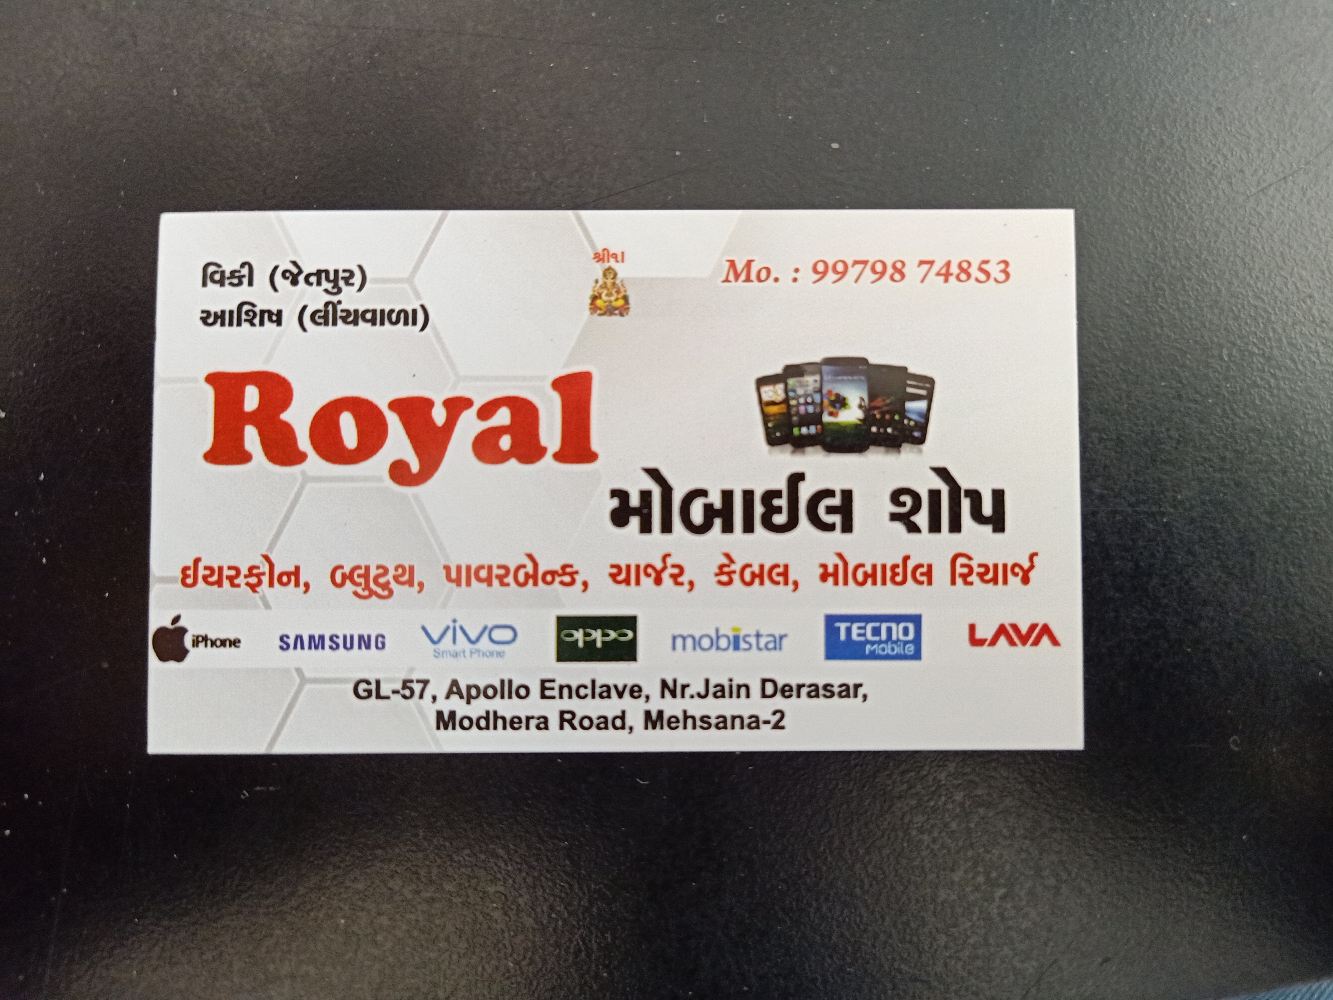 વિકી (જેતપુર)
આશિષ (લીંચવાળા)
શ્રી૧ા
Mo. : 99798 74853
Royal
મોબાઈલ શોપ
ઈયરફોન, બ્લુટુથ, પાવરબેન્ક, ચાર્જર, કેબલ, મોબાઈલ રિચાર્જ
iPhone SAMSUNG vivo Smart Phone oppo mobiistar TECNO Mobile LAVA
GL-57, Apollo Enclave, Nr.Jain Derasar,
Modhera Road, Mehsana-2